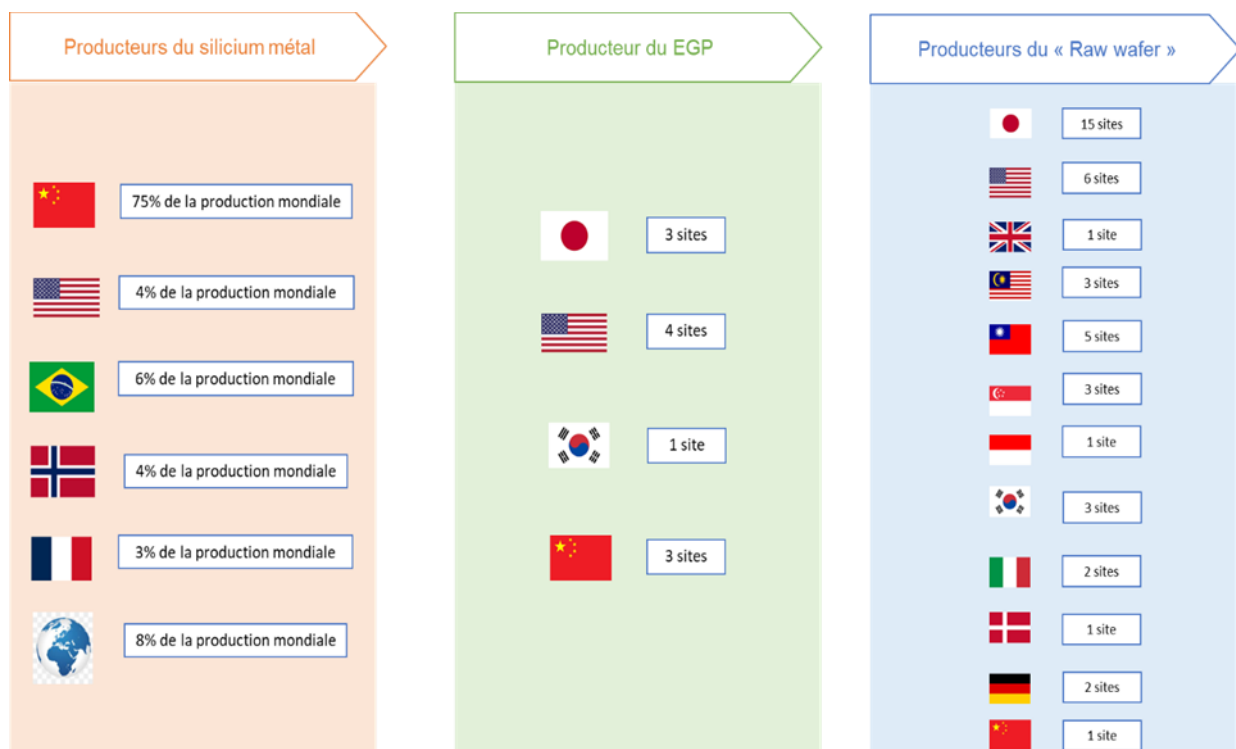 Producteurs du silicium métal
75% de la production mondiale
4% de la production mondiale
6% de la production mondiale
4% de la production mondiale
3% de la production mondiale
8% de la production mondiale
Producteur du EGP
3 sites
4 sites
1 site
3 sites
Producteurs du « Raw wafer »
15 sites
6 sites
1 site
3 sites
5 sites
3 sites
1 site
3 sites
2 sites
1 site
2 sites
1 site